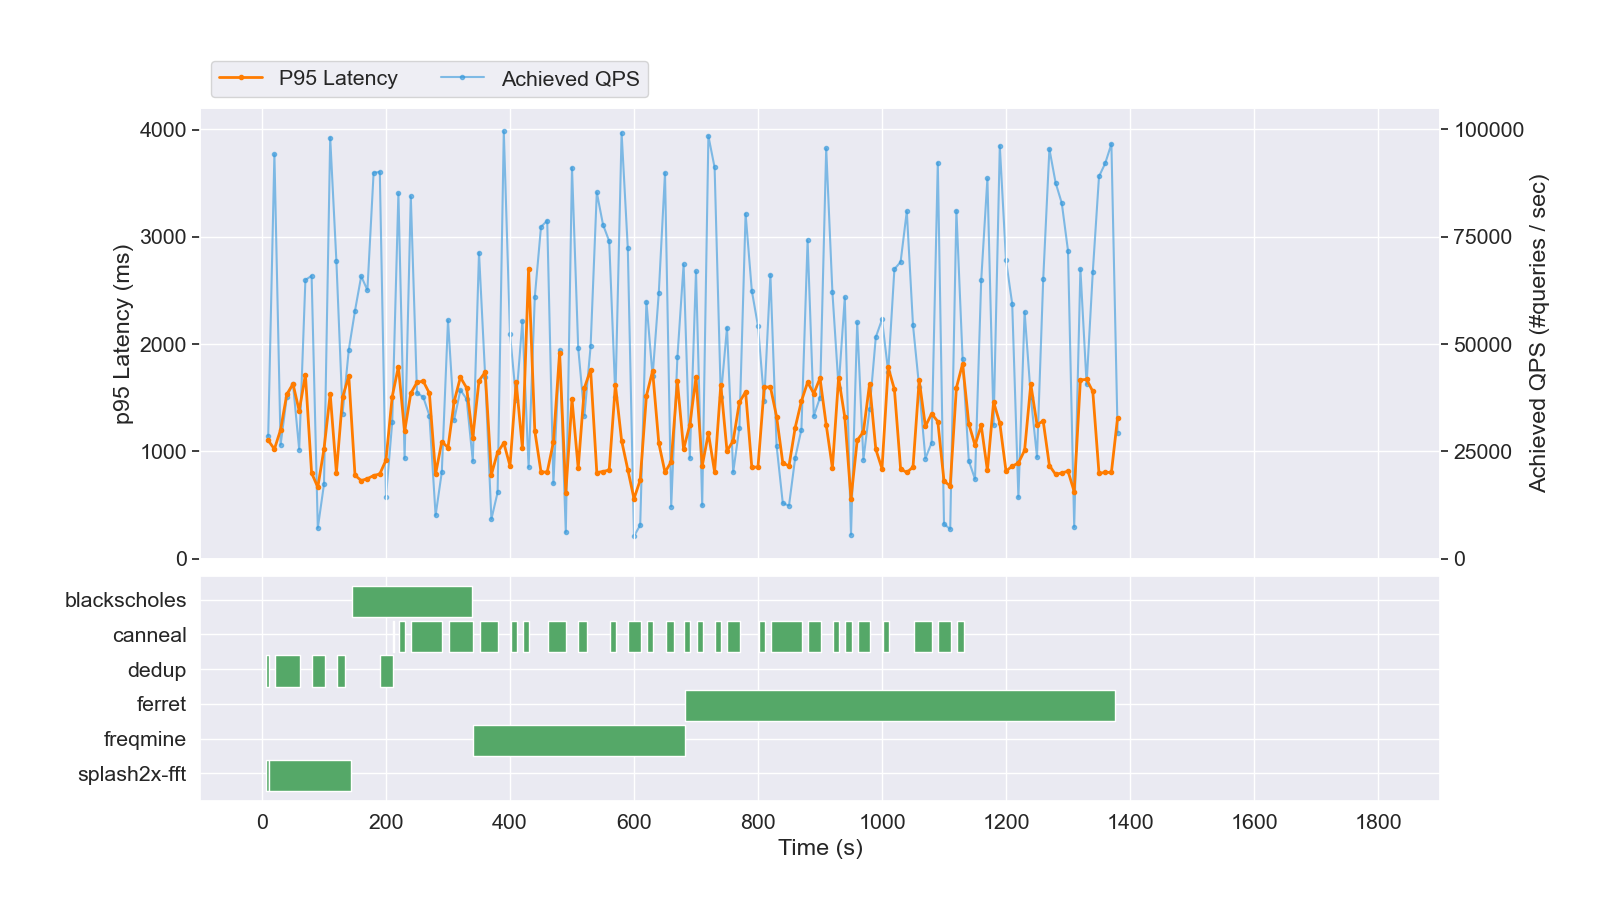 P95 Latency
Achieved QPS
4000
3000
2000
1000
0
p95 Latency (ms)
100000
75000
50000
25000
0
Achieved QPS (#queries / sec)
blackscholes
canneal
dedup
ferret
freqmine
splash2x-fft
0 200 400 600 800 1000 1200 1400 1600 1800
Time (s)